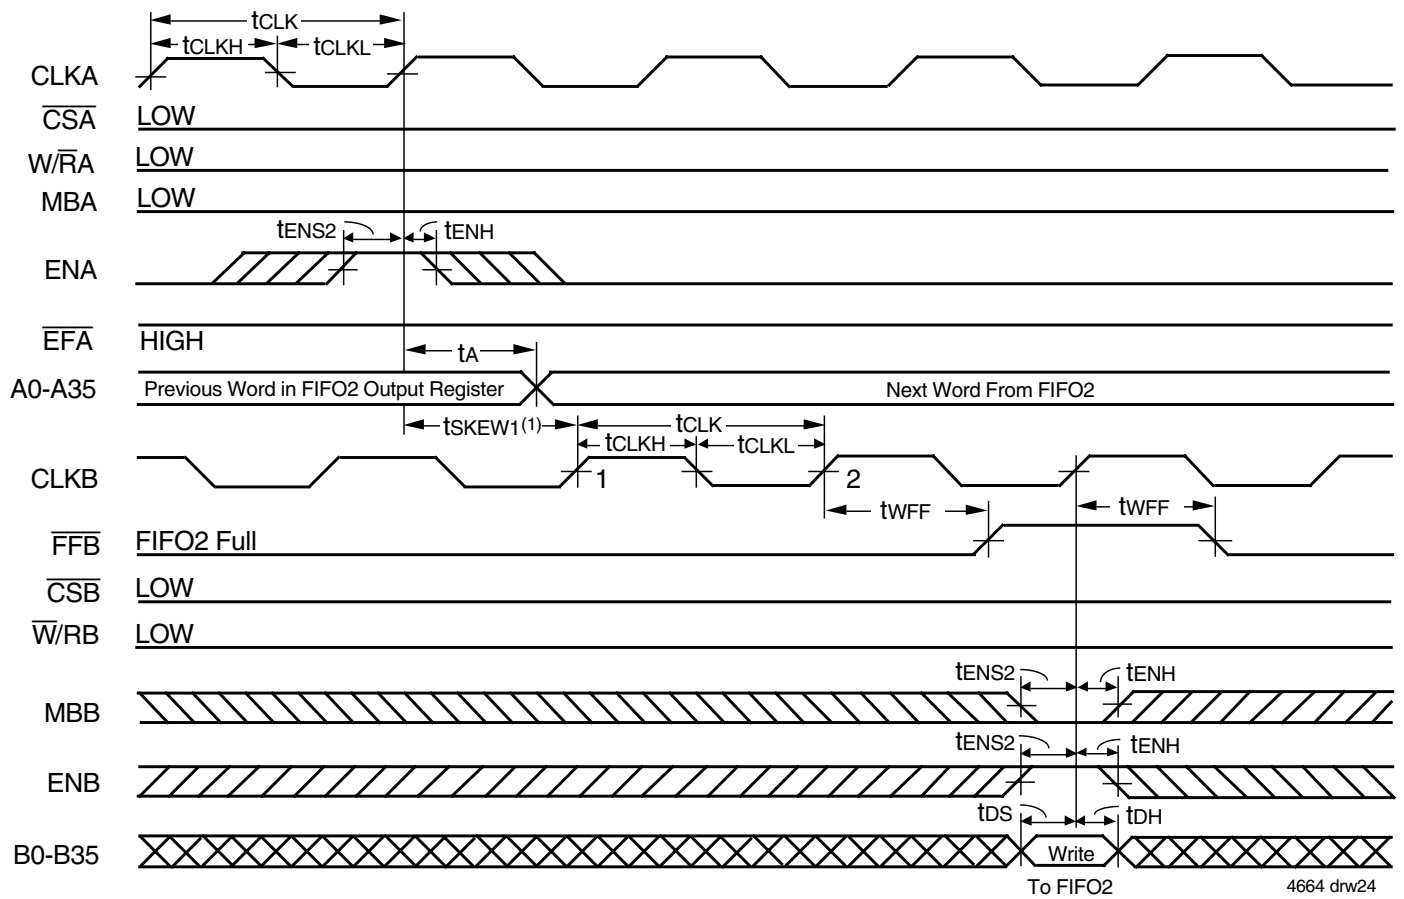 tCLK
tCLKH tCLKL
CLKA
CSA LOW
W/RA LOW
MBA LOW
tENS2 tENH
ENA
EFA HIGH
tA
A0-A35 Previous Word in FIFO2 Output Register Next Word From FIFO2
tSKEW1(1) tCLK
tCLKH tCLKL
CLKB 1 2
tWFF tWFF
FFB FIFO2 Full
CSB LOW
W/RB LOW
tENS2 tENH
MBB
tENS2 tENH
ENB
tDS tDH
B0-B35 Write
To FIFO2 4664 drw24